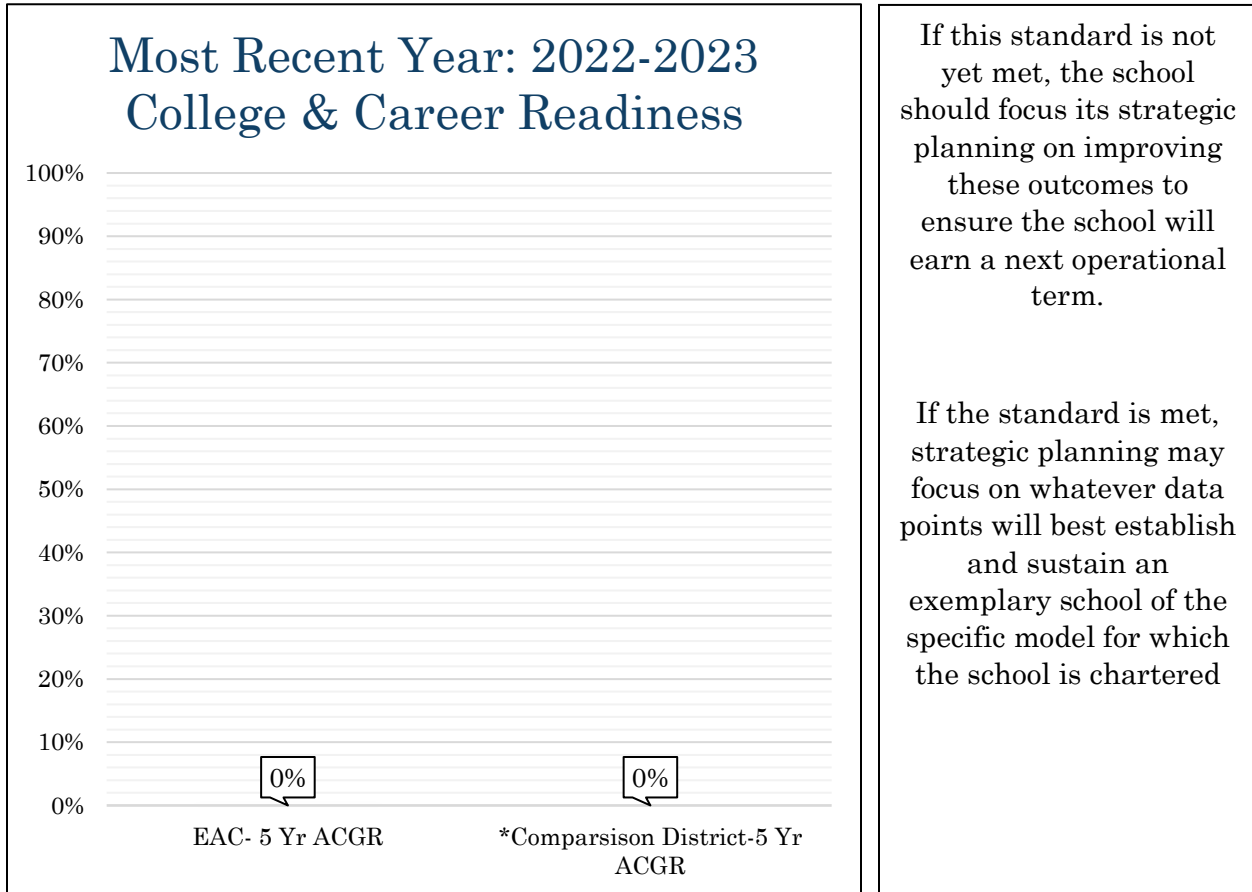 Most Recent Year: 2022-2023
College & Career Readiness
100%
90%
80%
70%
60%
50%
40%
30%
20%
10%
0%
0%
0%
EAC- 5 Yr ACGR
*Comparsison District-5 Yr
ACGR
If this standard is not
yet met, the school
should focus its strategic
planning on improving
these outcomes to
ensure the school will
earn a next operational
term.
If the standard is met,
strategic planning may
focus on whatever data
points will best establish
and sustain an
exemplary school of the
specific model for which
the school is chartered